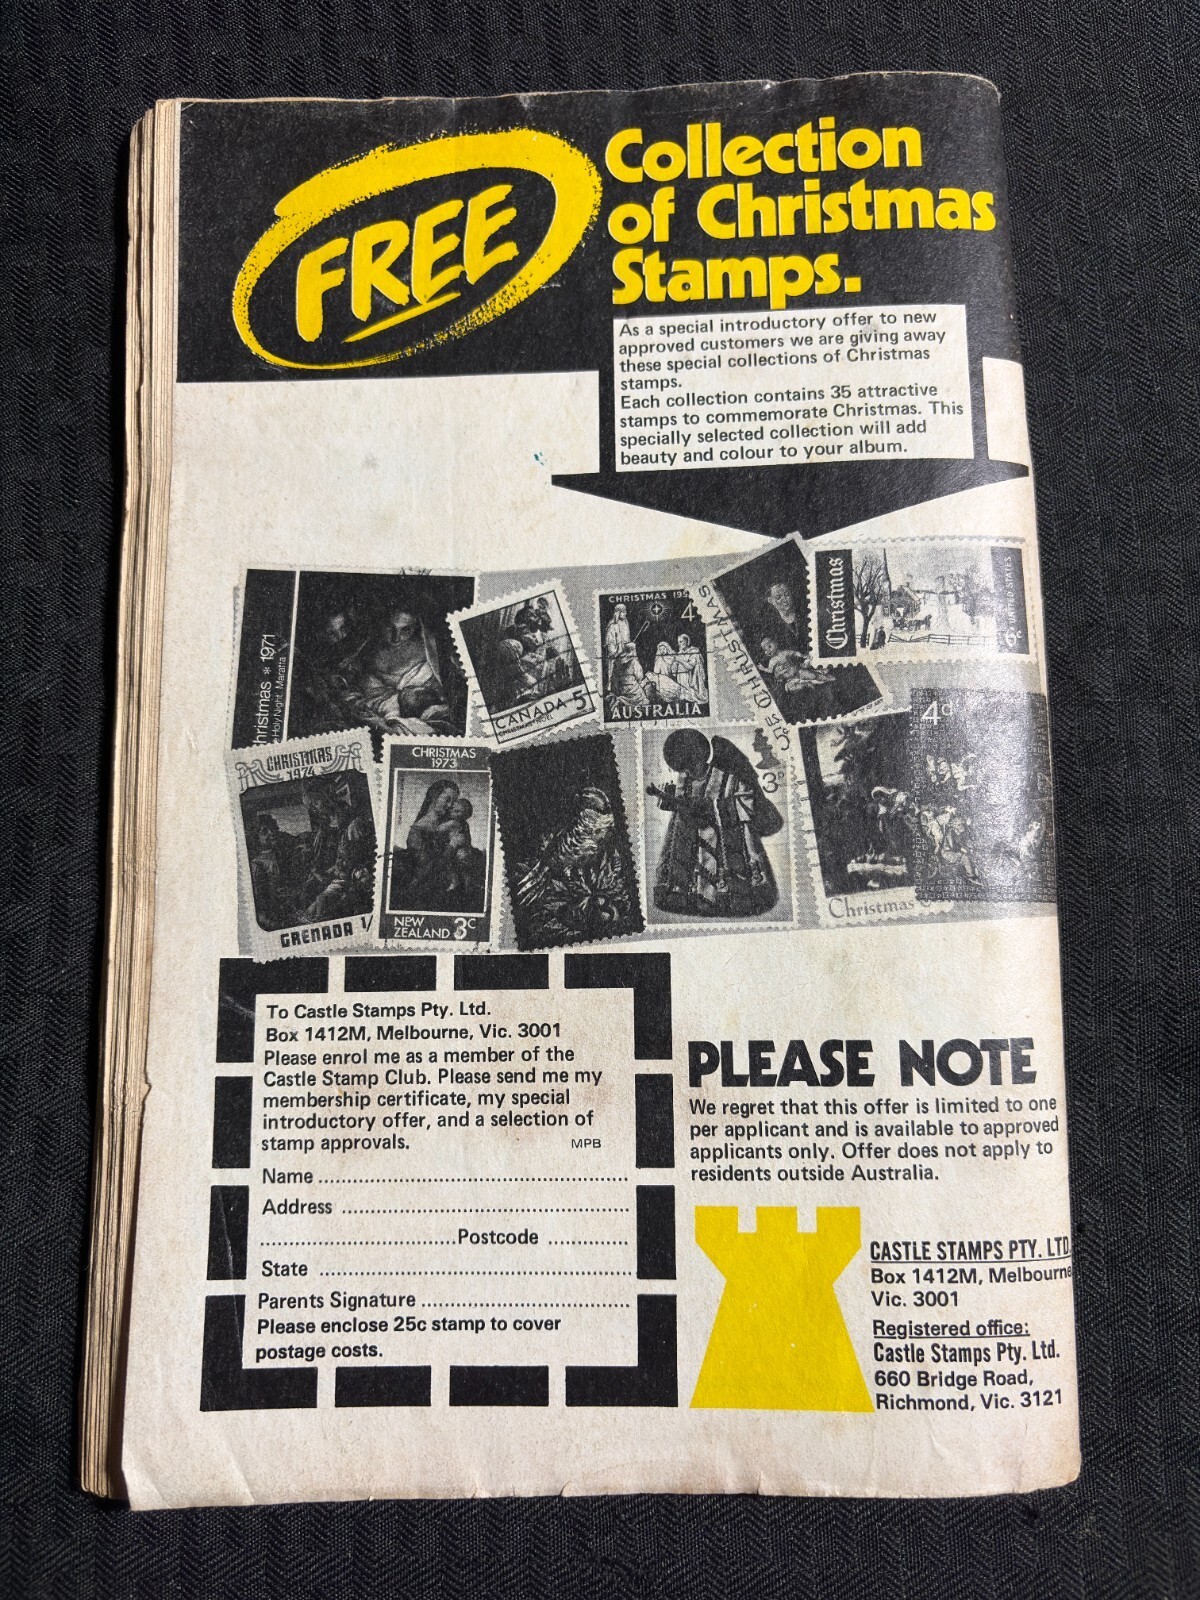 FREE
Collection
of Christmas
Stamps.
As a special introductory offer to new
approved customers we are giving away
these special collections of Christmas
stamps.
Each collection contains 35 attractive
stamps to commemorate Christmas. This
specially selected collection will add
beauty and colour to your album.
Christmas * 1971
Holy Night. Maratta
CANADA 5
CHRISTMAS
4
AUSTRALIA
CHRISTMAS
Christmas
UNITED STATES
6c
CHRISTMAS
1974
GRENADA
CHRISTMAS
1973
NEW
ZEALAND 3c
3P
4d
Christmas
To Castle Stamps Pty. Ltd.
Box 1412M, Melbourne, Vic. 3001
Please enrol me as a member of the
Castle Stamp Club. Please send me my
membership certificate, my special
introductory offer, and a selection of
stamp approvals.
MPB
Name
Address
Postcode
State
Parents Signature
Please enclose 25c stamp to cover
postage costs.
PLEASE NOTE
We regret that this offer is limited to one
per applicant and is available to approved
applicants only. Offer does not apply to
residents outside Australia.
CASTLE STAMPS PTY. LTD.
Box 1412M, Melbourne
Vic. 3001
Registered office:
Castle Stamps Pty. Ltd.
660 Bridge Road,
Richmond, Vic. 3121